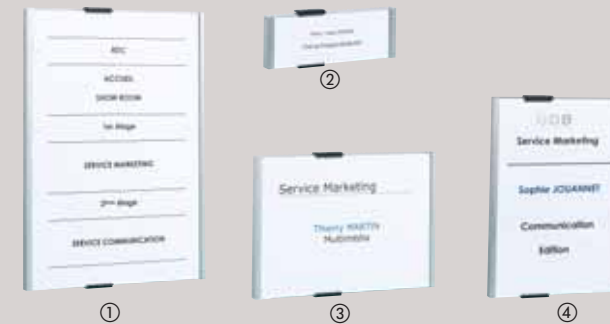 RDC
ACCUEIL
SHOW ROOM
1er étage
SERVICE MARKETING
2ème étage
SERVICE COMMUNICATION
①
②
Service Marketing
Thierry MARTIN
Multimédia
③
Service Marketing
Sophie JOUANNET
Communication
Edition
④